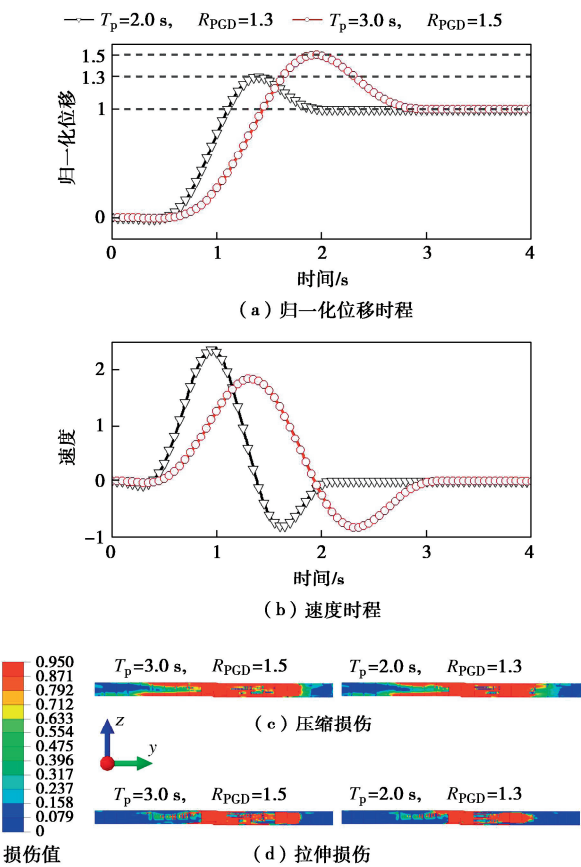 Tp=2.0 s, RPGD=1.3 Tp=3.0 s, RPGD=1.5
1.5
1.3
1
0
归一化位移
0 1 2 3 4
时间/s
(a)归一化位移时程
2
1
0
-1
速度
0 1 2 3 4
时间/s
(b)速度时程
0.950
0.871
0.792
0.712
0.633
0.554
0.475
0.396
0.317
0.237
0.158
0.079
0
损伤值
Tp=3.0 s, RPGD=1.5 Tp=2.0 s, RPGD=1.3
(c)压缩损伤
z
y
Tp=3.0 s, RPGD=1.5 Tp=2.0 s, RPGD=1.3
(d)拉伸损伤